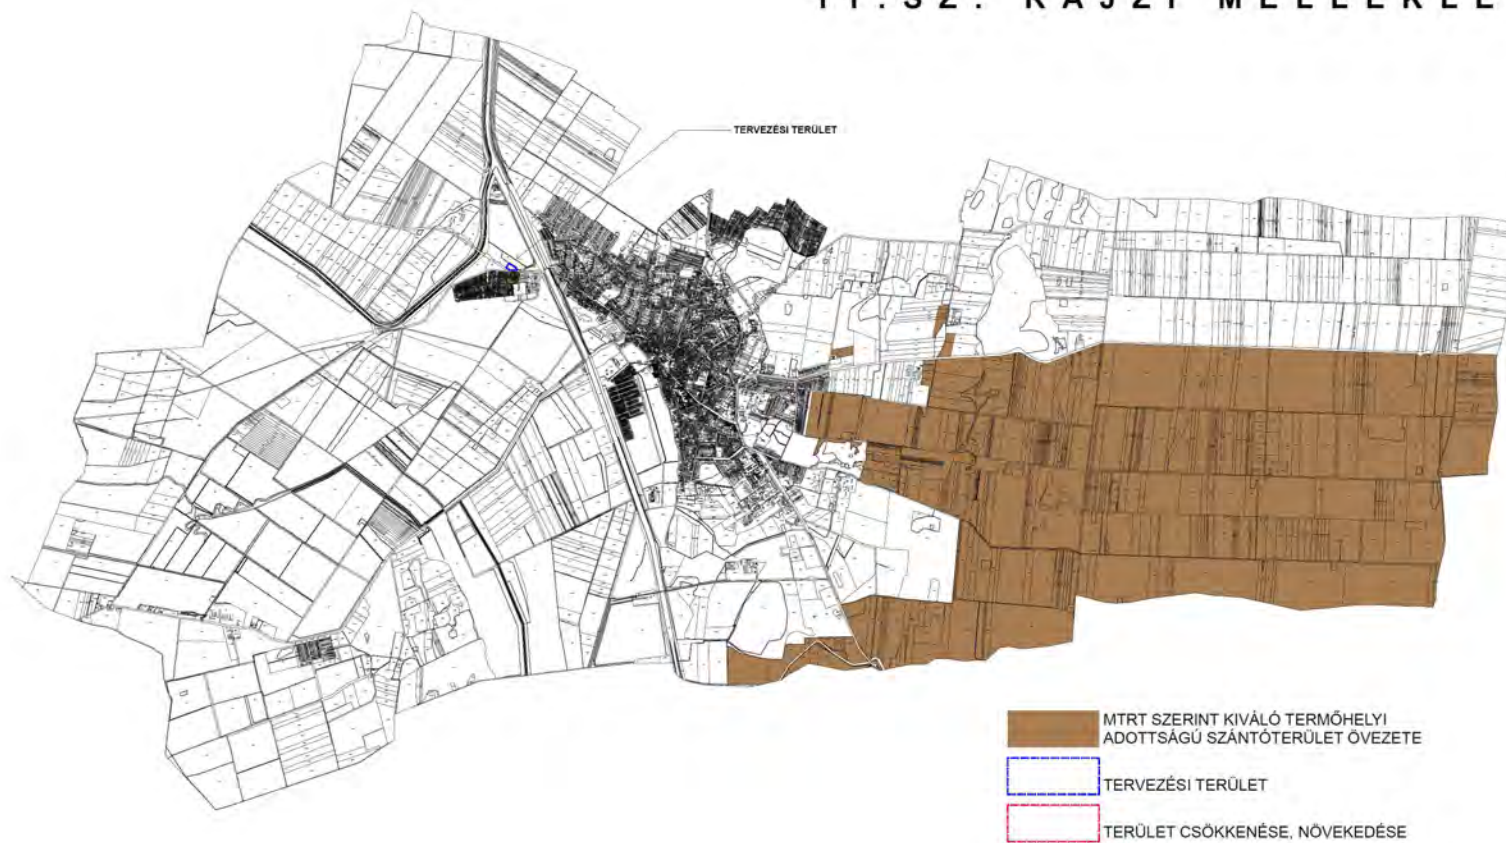 TERVEZÉSI TERÜLET
MTRT SZERINT KIVÁLÓ TERMŐHELYI
ADOTTSÁGÚ SZÁNTÓTERÜLET ÖVEZETE
TERVEZÉSI TERÜLET
TERÜLET CSÖKKENÉSE, NÖVEKEDÉSE